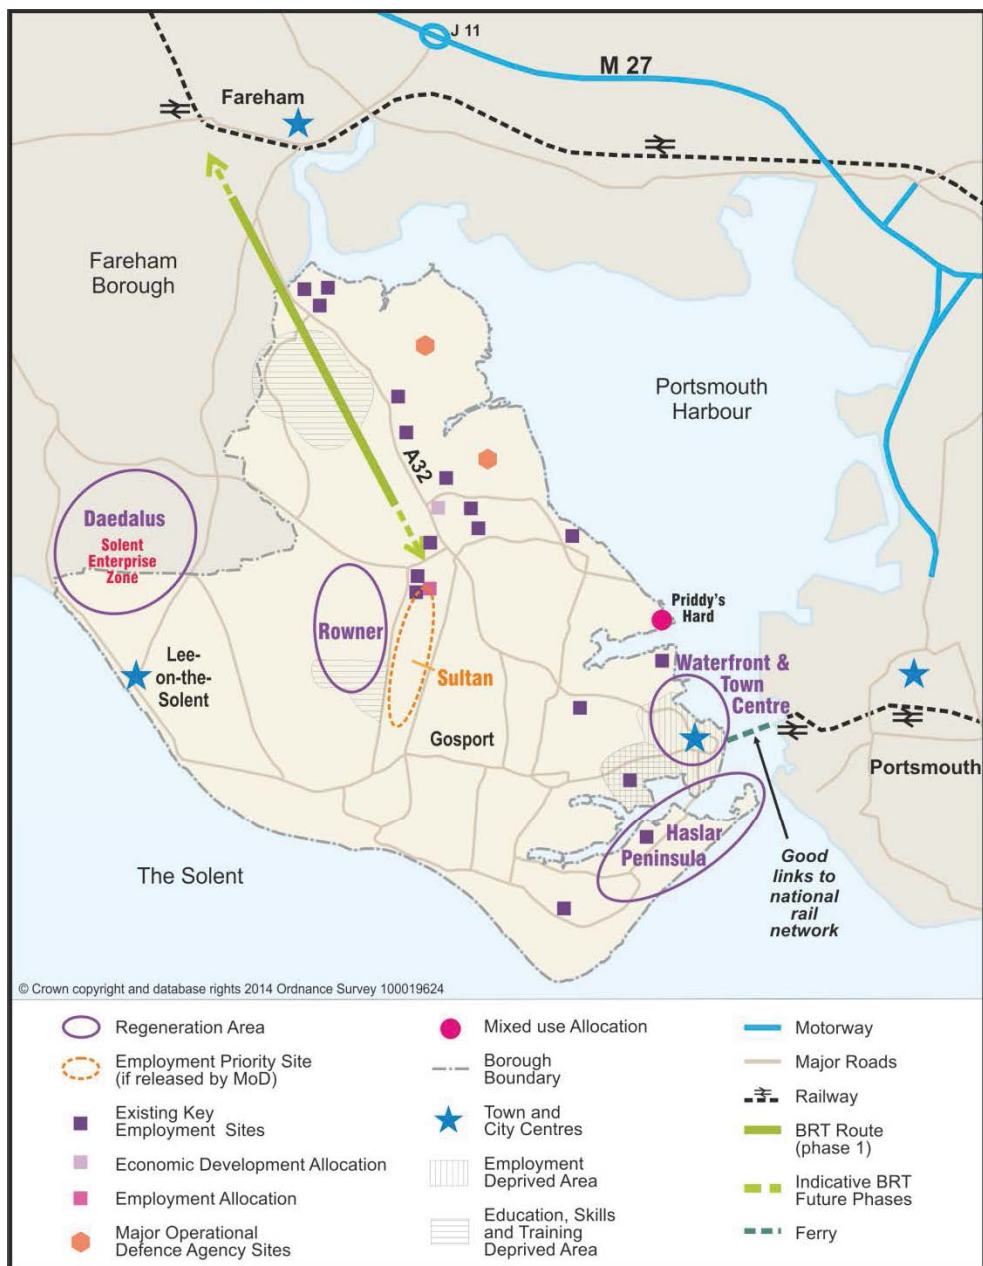 J 11
M 27
Fareham
Fareham
Borough
Portsmouth
Harbour
A32
Daedalus
Solent
Enterprise
Zone
Rowner
Priddy's
Hard
Lee-
on-the-
Solent
Sultan
Waterfront &
Town
Centre
Gosport
Portsmouth
Haslar
Peninsula
Good
links to
national
rail
network
The Solent
© Crown copyright and database rights 2014 Ordnance Survey 100019624
Regeneration Area
Employment Priority Site
(if released by MoD)
Existing Key
Employment Sites
Economic Development Allocation
Employment Allocation
Major Operational
Defence Agency Sites
Mixed use Allocation
Borough
Boundary
Town and
City Centres
Employment
Deprived Area
Education, Skills
and Training
Deprived Area
Motorway
Major Roads
Railway
BRT Route
(phase 1)
Indicative BRT
Future Phases
Ferry